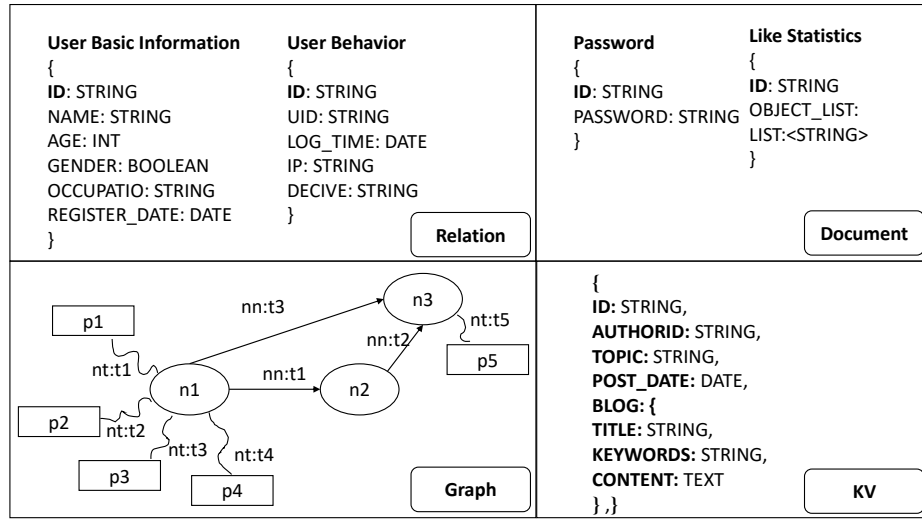 User Basic Information
{
ID: STRING
NAME: STRING
AGE: INT
GENDER: BOOLEAN
OCCUPATIO: STRING
REGISTER_DATE: DATE
}
User Behavior
{
ID: STRING
UID: STRING
LOG_TIME: DATE
IP: STRING
DECIVE: STRING
}
Relation
Password
{
ID: STRING
PASSWORD: STRING
}
Like Statistics
{
ID: STRING
OBJECT_LIST:
LIST:<STRING>
}
Document
p1
nn:t3
n3
nt:t5
nn:t2
p5
nt:t1
n1
nn:t1
n2
p2
nt:t2
nt:t3
nt:t4
p3
p4
Graph
{
ID: STRING,
AUTHORID: STRING,
TOPIC: STRING,
POST_DATE: DATE,
BLOG: {
TITLE: STRING,
KEYWORDS: STRING,
CONTENT: TEXT
} ,}
KV